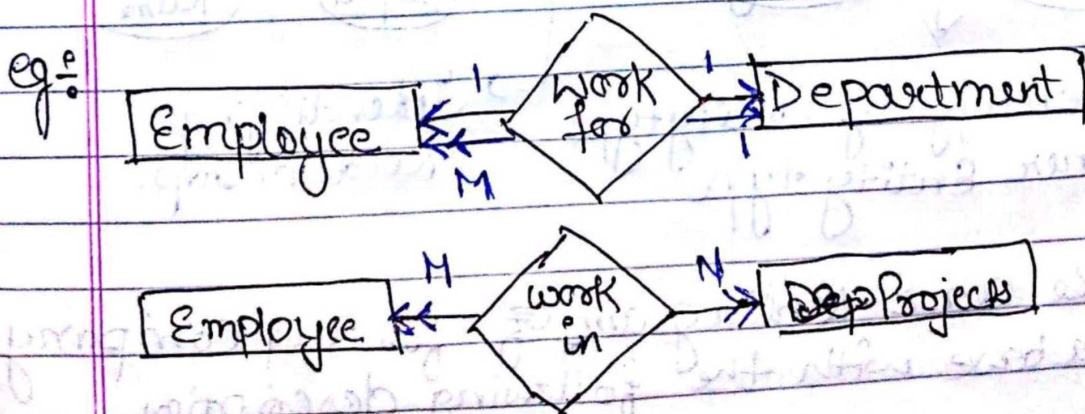 eg:
1 1
Employee work for Department
M 1
M N
Employee work in Projects